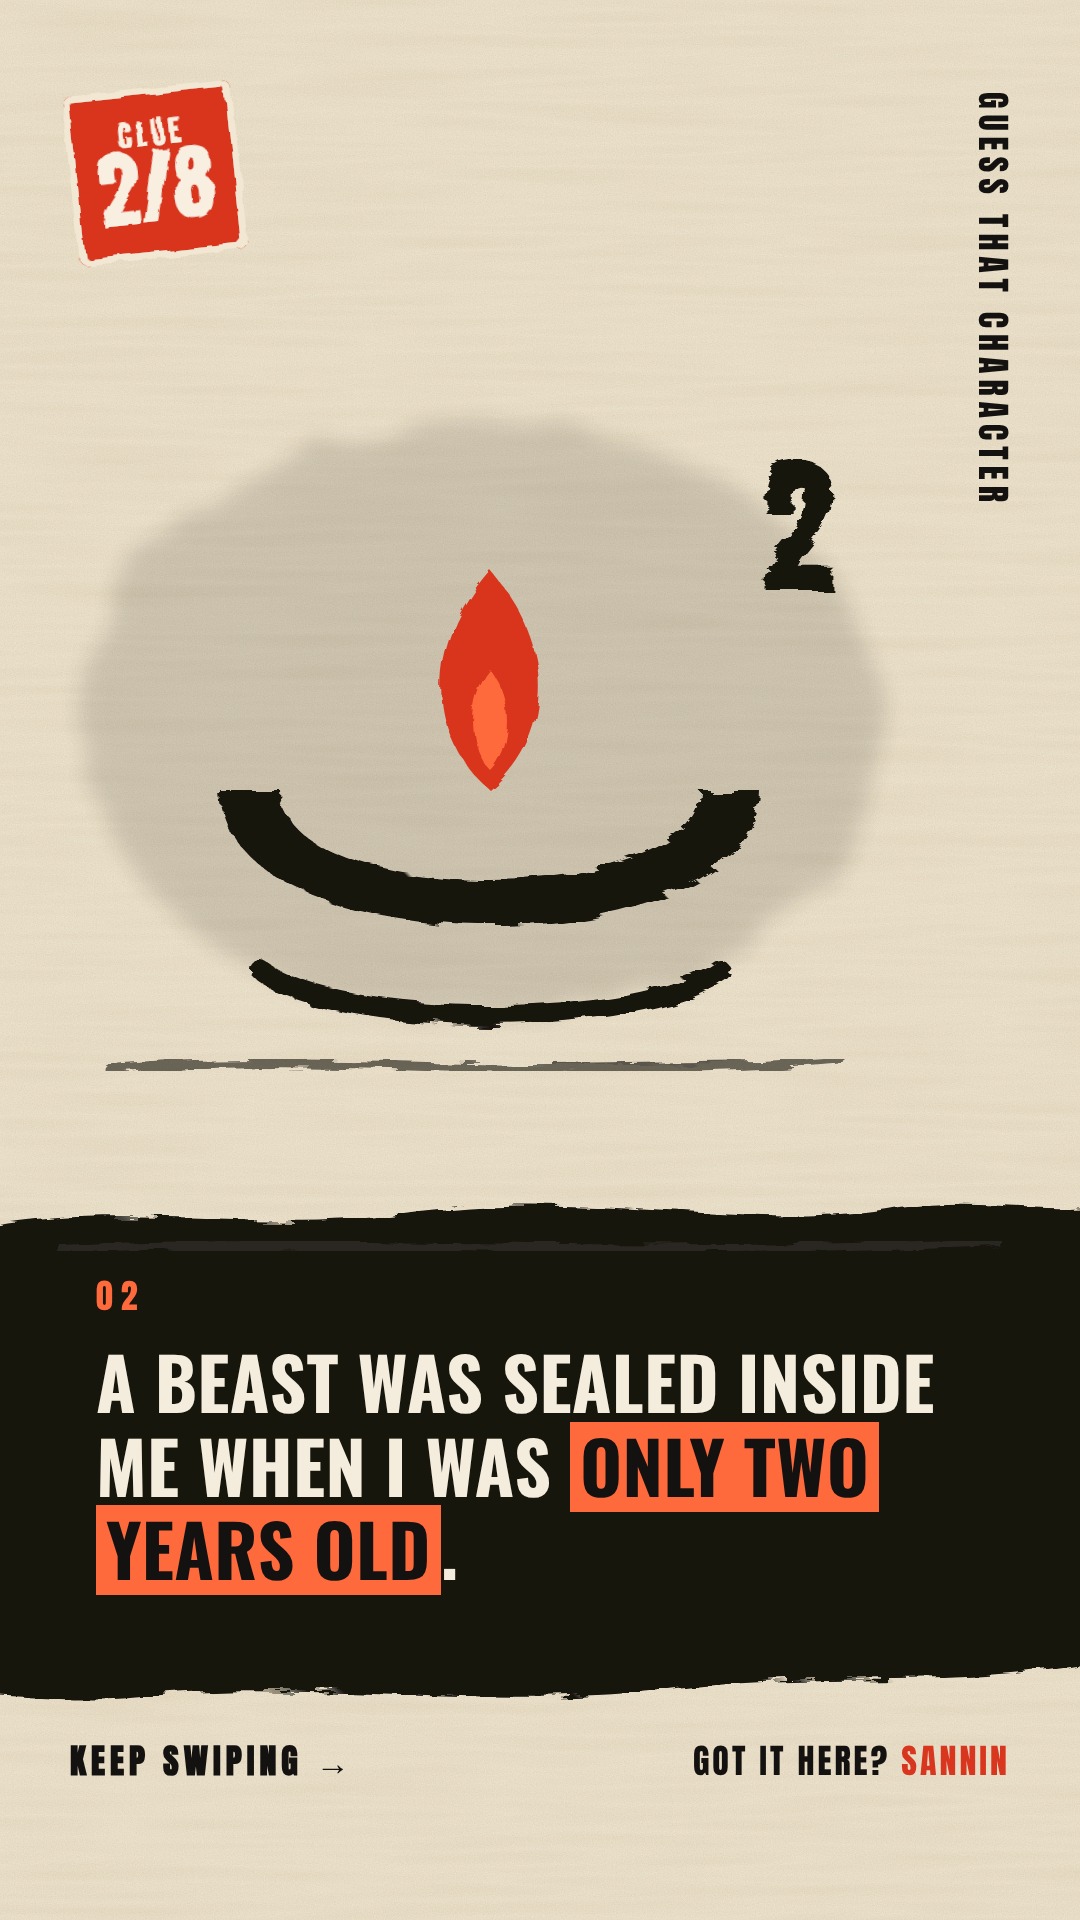 CLUE
2/8
GUESS THAT CHARACTER
2
02
A BEAST WAS SEALED INSIDE
ME WHEN I WAS ONLY TWO
YEARS OLD.
KEEP SWIPING →
GOT IT HERE? SANNIN